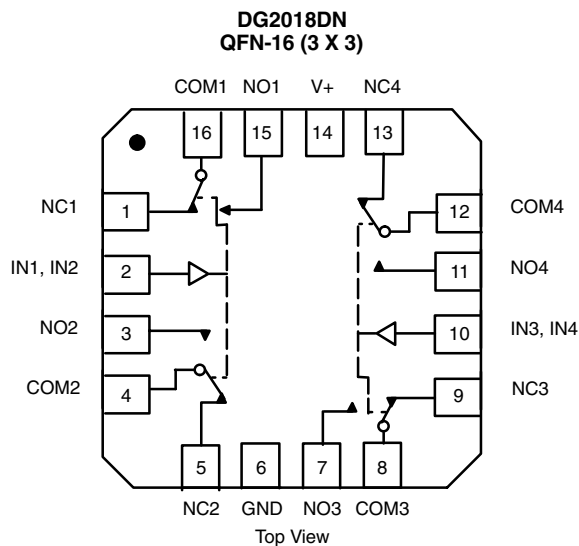 DG2018DN
QFN-16 (3 X 3)
COM1 NO1 V+ NC4
16 15 14 13
NC1 1 12 COM4
IN1, IN2 2 11 NO4
NO2 3 10 IN3, IN4
COM2 4 9 NC3
5 6 7 8
NC2 GND NO3 COM3
Top View